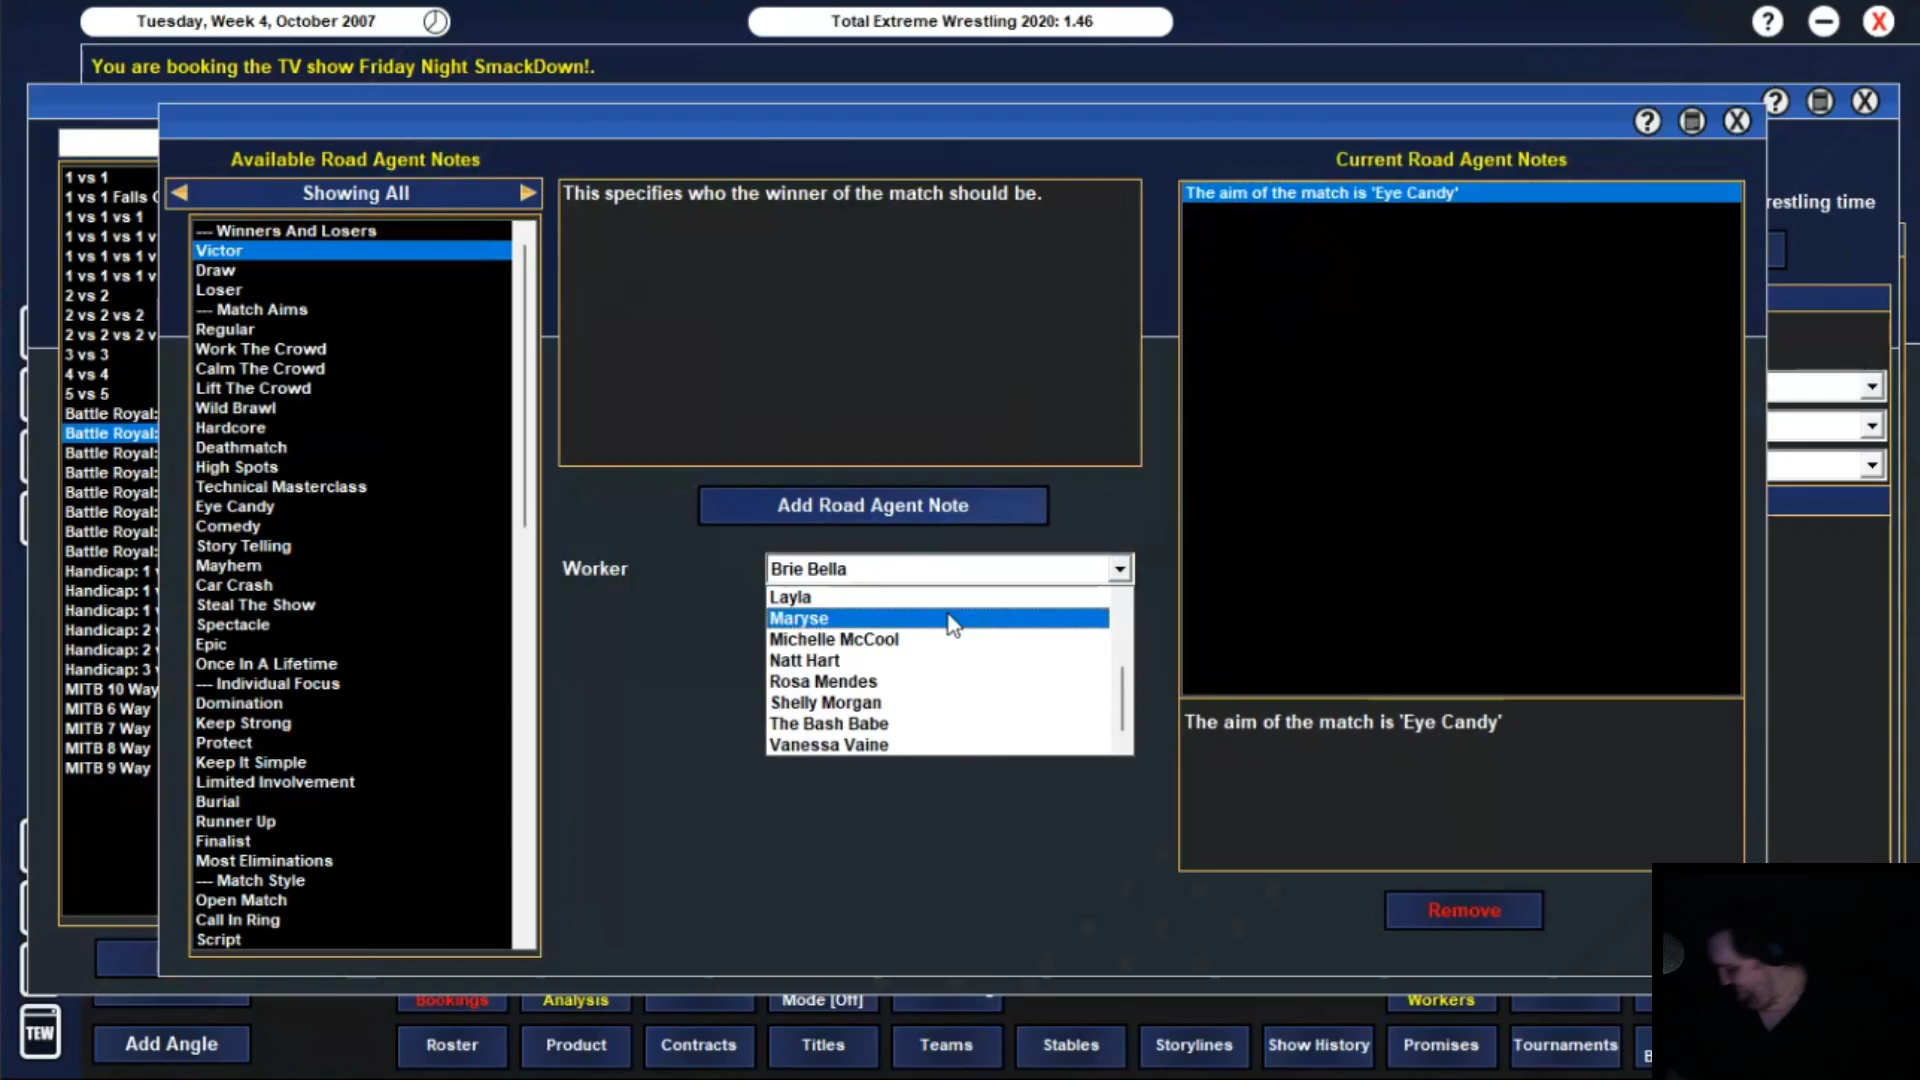 Tuesday, Week 4, October 2007
Total Extreme Wrestling 2020: 1.46
? – X
You are booking the TV show Friday Night SmackDown!.
? X
? X
Available Road Agent Notes
Showing All
--- Winners And Losers
Victor
Draw
Loser
--- Match Aims
Regular
Work The Crowd
Calm The Crowd
Lift The Crowd
Wild Brawl
Hardcore
Deathmatch
High Spots
Technical Masterclass
Eye Candy
Comedy
Story Telling
Mayhem
Car Crash
Steal The Show
Spectacle
Epic
Once In A Lifetime
--- Individual Focus
Domination
Keep Strong
Protect
Keep It Simple
Limited Involvement
Burial
Runner Up
Finalist
Most Eliminations
--- Match Style
Open Match
Call In Ring
Script
1 vs 1
1 vs 1 Falls
1 vs 1 vs 1
1 vs 1 vs 1 v
1 vs 1 vs 1 v
1 vs 1 vs 1 v
2 vs 2
2 vs 2 vs 2
2 vs 2 vs 2 v
3 vs 3
4 vs 4
5 vs 5
Battle Royal:
Battle Royal:
Battle Royal:
Battle Royal:
Battle Royal:
Battle Royal:
Battle Royal:
Battle Royal:
Handicap: 1
Handicap: 1
Handicap: 1
Handicap: 2
Handicap: 2
Handicap: 3
MITB 10 Way
MITB 6 Way
MITB 7 Way
MITB 8 Way
MITB 9 Way
This specifies who the winner of the match should be.
Add Road Agent Note
Worker
Brie Bella
Layla
Maryse
Michelle McCool
Natt Hart
Rosa Mendes
Shelly Morgan
The Bash Babe
Vanessa Vaine
Current Road Agent Notes
The aim of the match is 'Eye Candy'
The aim of the match is 'Eye Candy'
Remove
restling time
TEW
Add Angle
Bookings
Analysis
Mode [Off]
Workers
Roster
Product
Contracts
Titles
Teams
Stables
Storylines
Show History
Promises
Tournaments